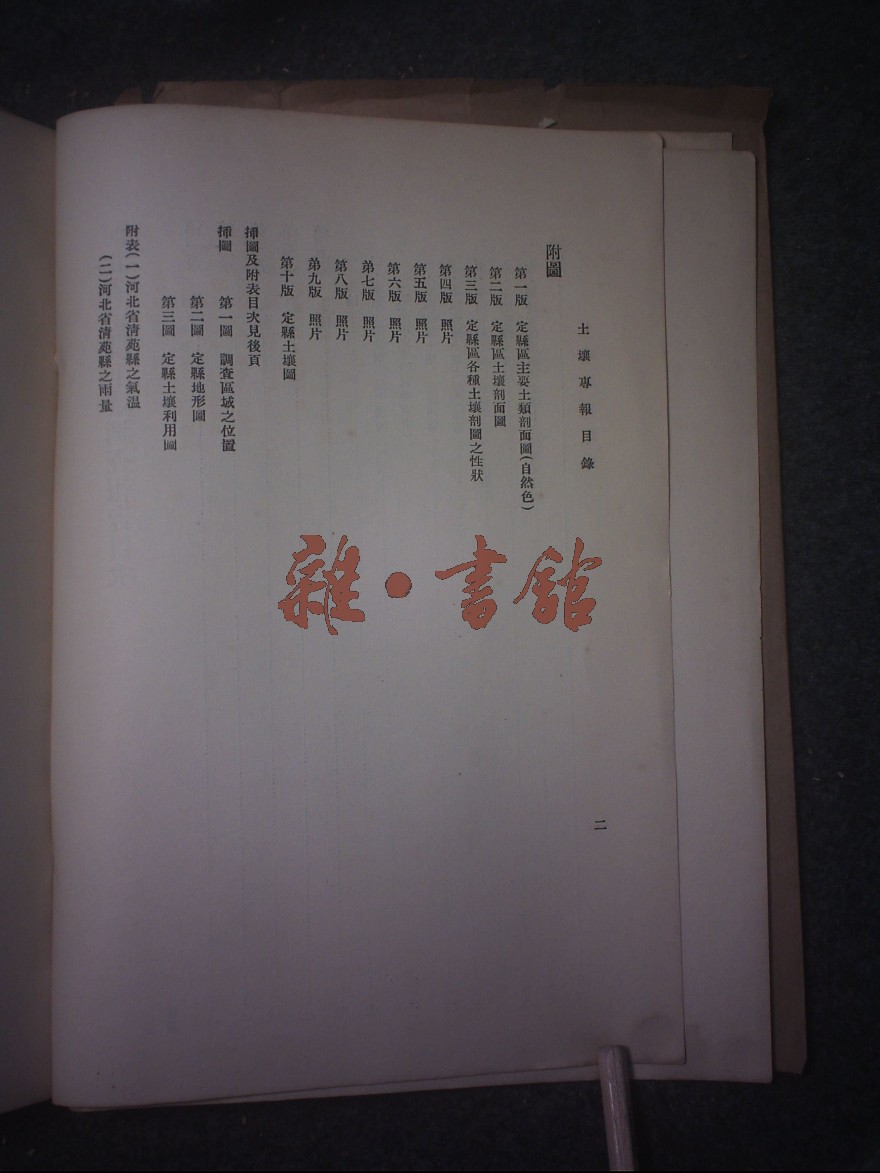 土壤專報目錄
二
附圖
第一版 定縣區主要土類剖面圖(自然色)
第二版 定縣區土壤剖面圖
第三版 定縣區各種土壤剖圖之性狀
第四版 照片
第五版 照片
第六版 照片
弟七版 照片
第八版 照片
弟九版 照片
第十版 定縣土壤圖
揷圖及附表目次見後頁
揷圖 第一圖 調查區域之位置
第二圖 定縣地形圖
第三圖 定縣土壤利用圖
附表(一)河北省清苑縣之氣温
(二)河北省清苑縣之雨量
雜·書館